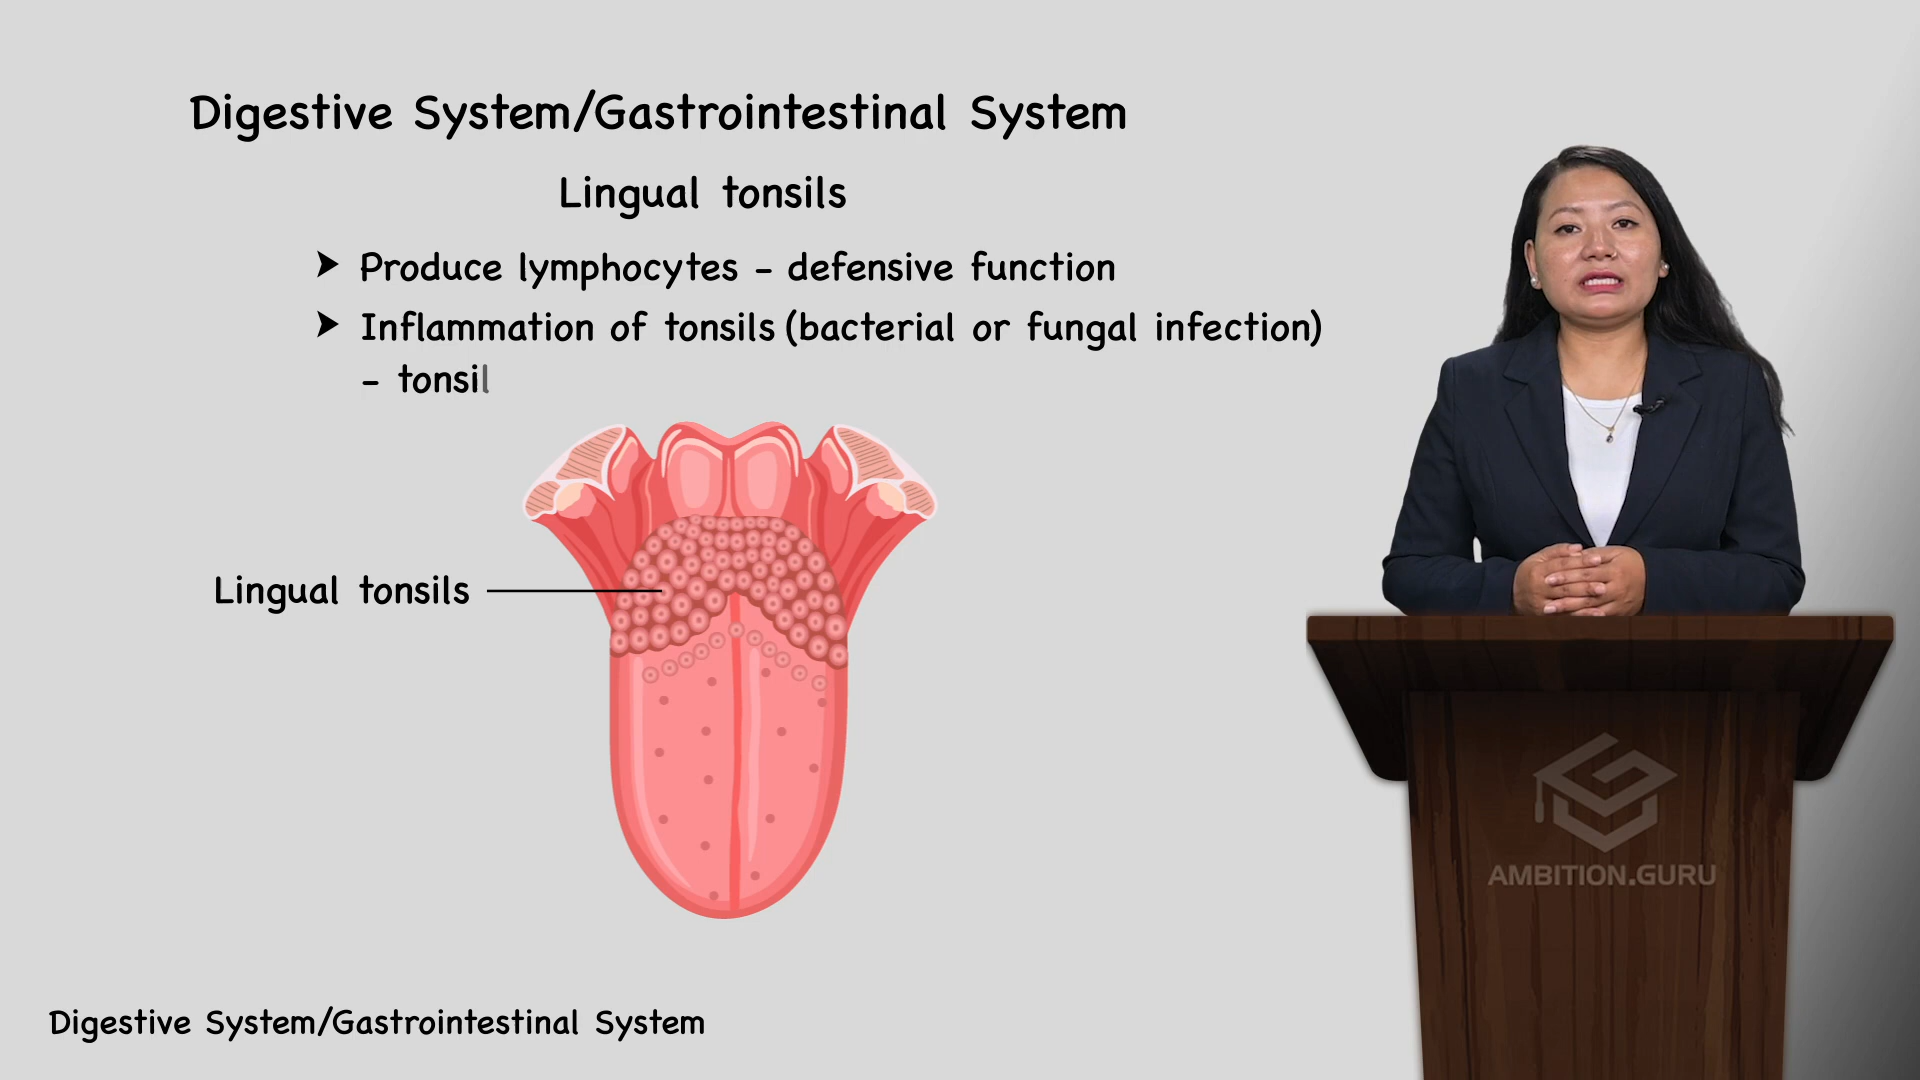 Digestive System/Gastrointestinal System
Lingual tonsils
➤ Produce lymphocytes - defensive function
➤ Inflammation of tonsils (bacterial or fungal infection)
- tonsil
Lingual tonsils
AMBITION.GURU
Digestive System/Gastrointestinal System